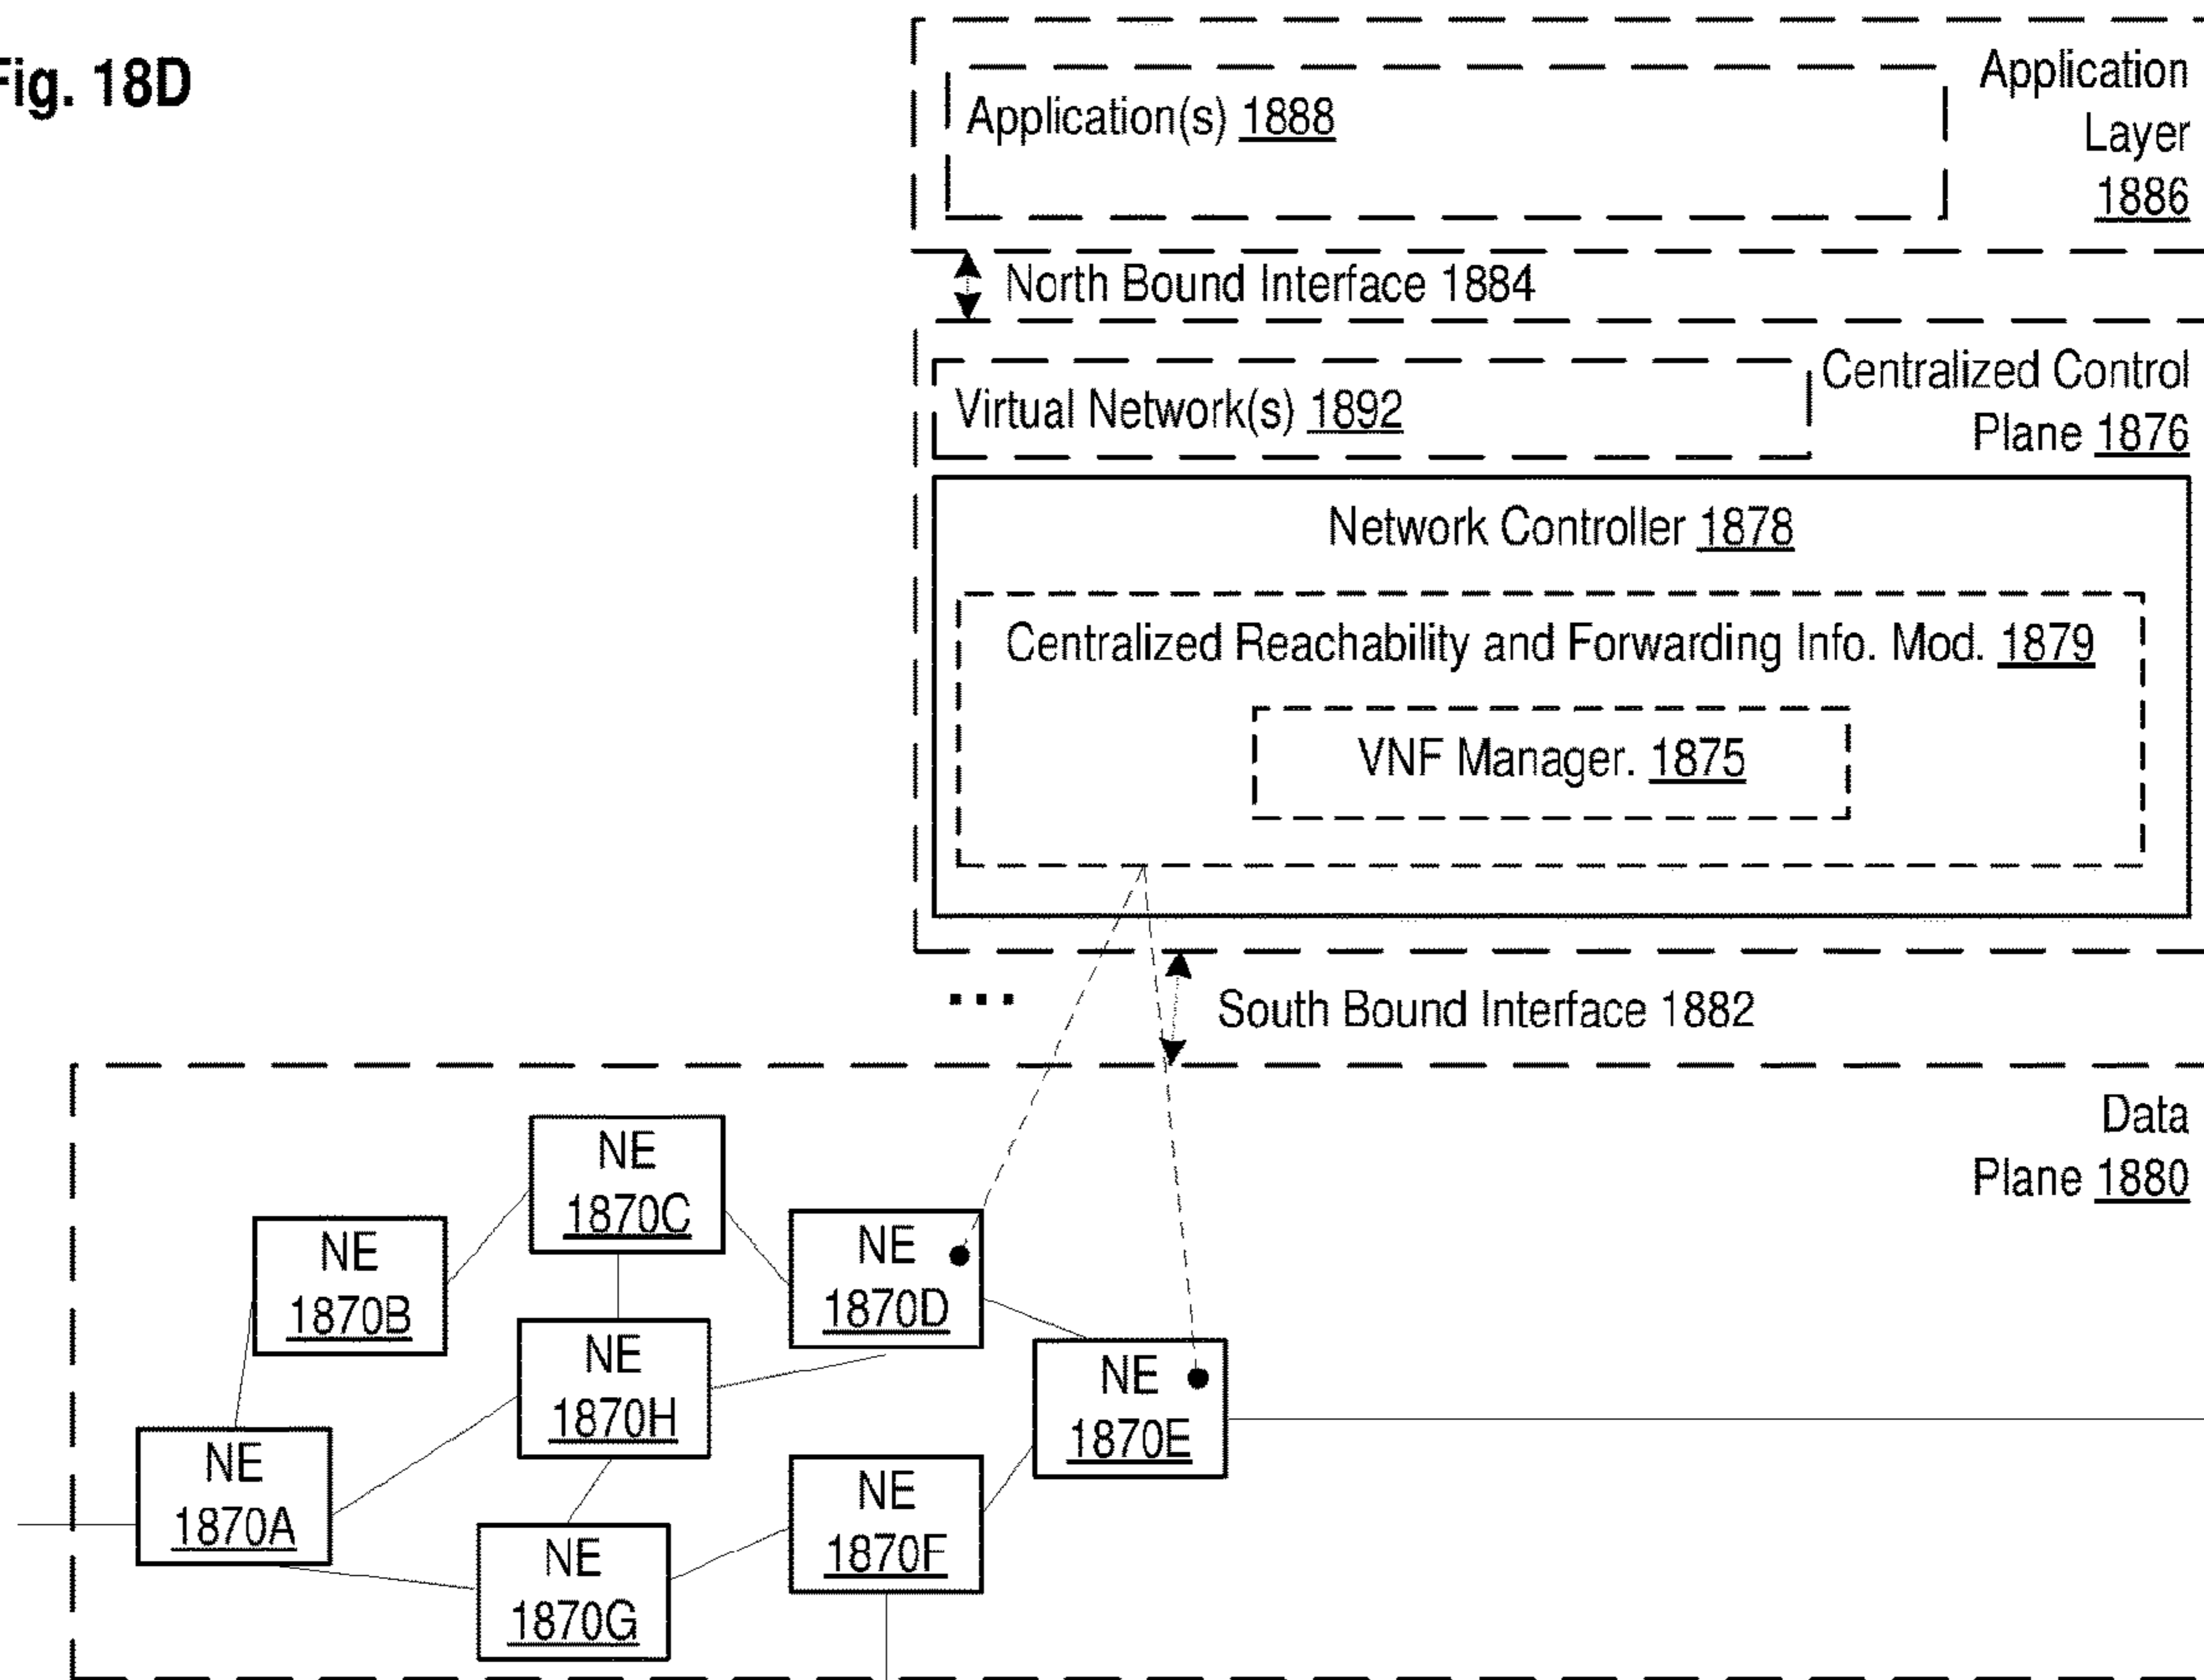 Fig. 18D
Application(s) 1888
Application
Layer
1886
North Bound Interface 1884
Virtual Network(s) 1892
Centralized Control
Plane 1876
Network Controller 1878
Centralized Reachability and Forwarding Info. Mod. 1879
VNF Manager. 1875
...
South Bound Interface 1882
Data
Plane 1880
NE
1870C
NE
1870B
NE
1870D
NE
1870H
NE
1870E
NE
1870A
NE
1870F
NE
1870G